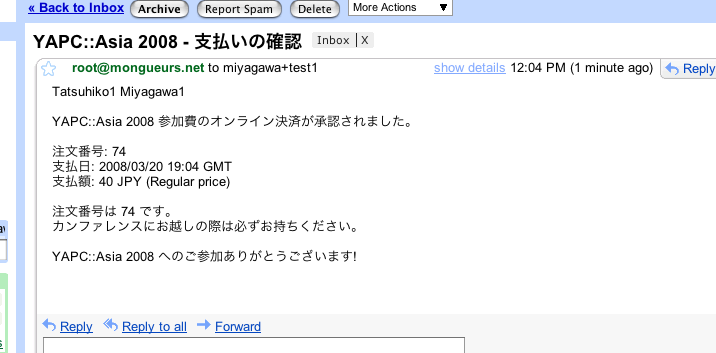 « Back to Inbox Archive Report Spam Delete More Actions
YAPC::Asia 2008 - 支払いの確認 Inbox | X
root@mongueurs.net to miyagawa+test1 show details 12:04 PM (1 minute ago) Reply
Tatsuhiko1 Miyagawa1
YAPC::Asia 2008 参加費のオンライン決済が承認されました。
注文番号: 74
支払日: 2008/03/20 19:04 GMT
支払額: 40 JPY (Regular price)
注文番号は 74 です。
カンファレンスにお越しの際は必ずお持ちください。
YAPC::Asia 2008 へのご参加ありがとうございます!
Reply Reply to all Forward